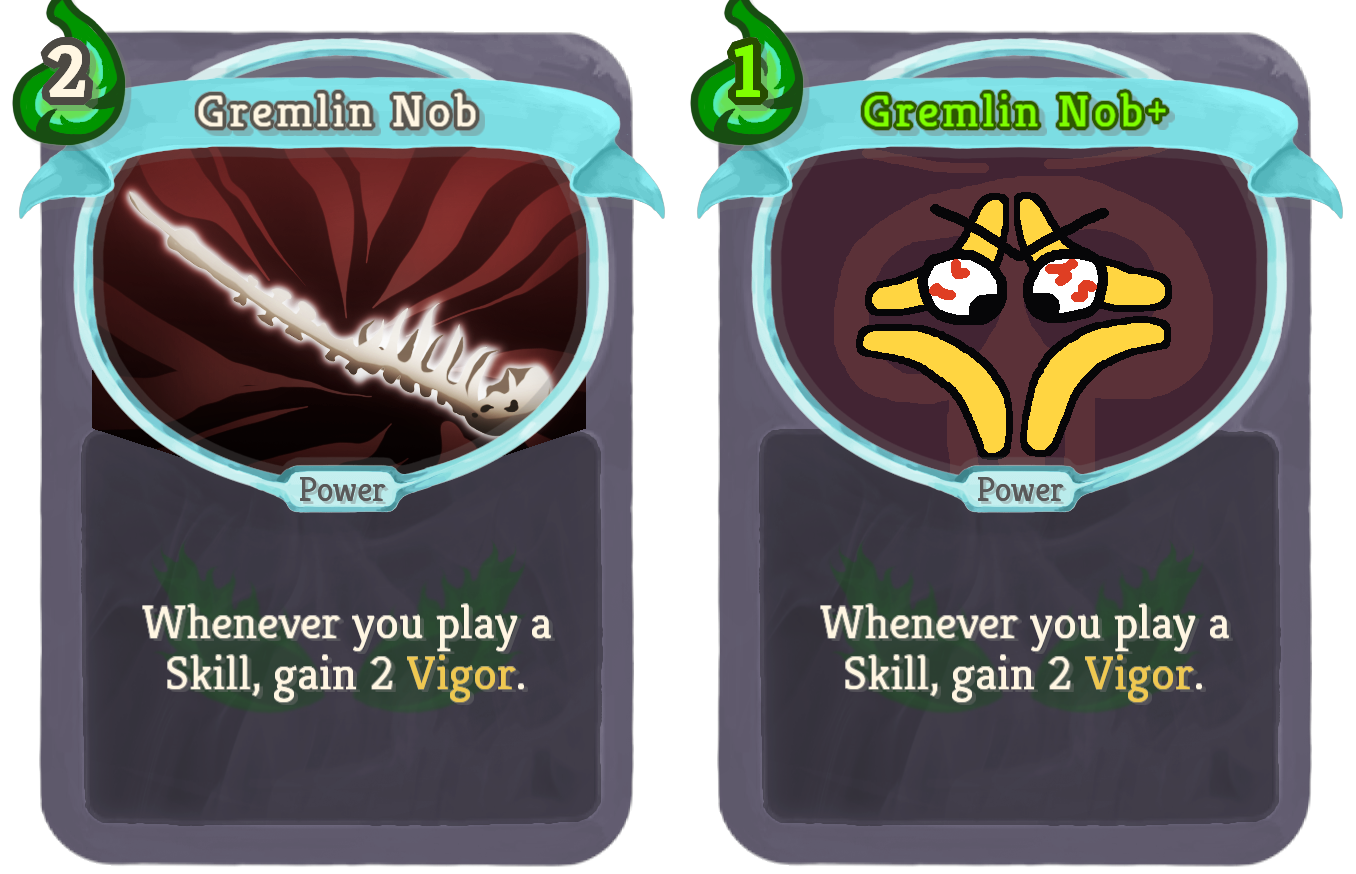 2
Gremlin Nob
Power
Whenever you play a
Skill, gain 2 Vigor.
1
Gremlin Nob+
Power
Whenever you play a
Skill, gain 2 Vigor.